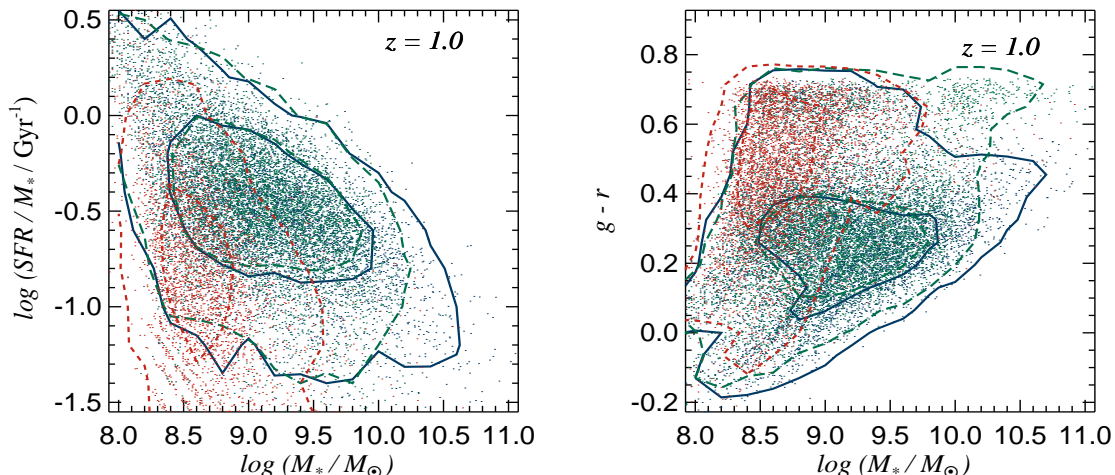 0.5
0.0
-0.5
-1.0
-1.5
log (SFR / M* / Gyr-1)
z = 1.0
8.0 8.5 9.0 9.5 10.0 10.5 11.0
log (M* / M⊙)
0.8
0.6
0.4
0.2
0.0
-0.2
g - r
z = 1.0
8.0 8.5 9.0 9.5 10.0 10.5 11.0
log (M* / M⊙)